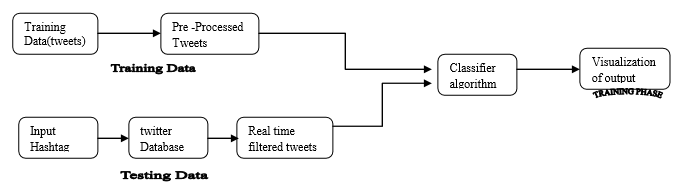 Training
Data(tweets)
Pre -Processed
Tweets
Training Data
Classifier
algorithm
Visualization
of output
TRAINING PHASE
Input
Hashtag
twitter
Database
Real time
filtered tweets
Testing Data